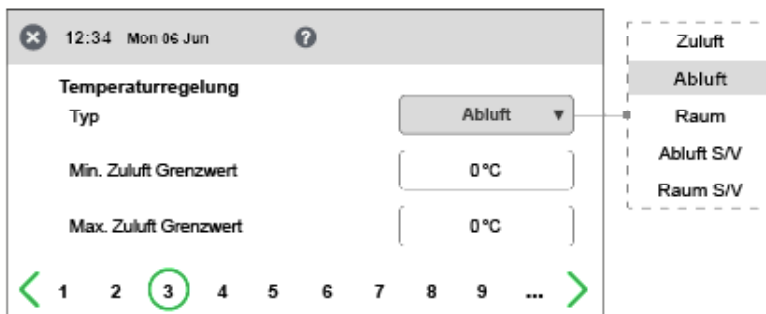 12:34 Mon 06 Jun ?
Temperaturregelung
Typ Abluft ▼
Min. Zuluft Grenzwert 0°C
Max. Zuluft Grenzwert 0°C
1 2 3 4 5 6 7 8 9 ...
Zuluft
Abluft
Raum
Abluft S/V
Raum S/V